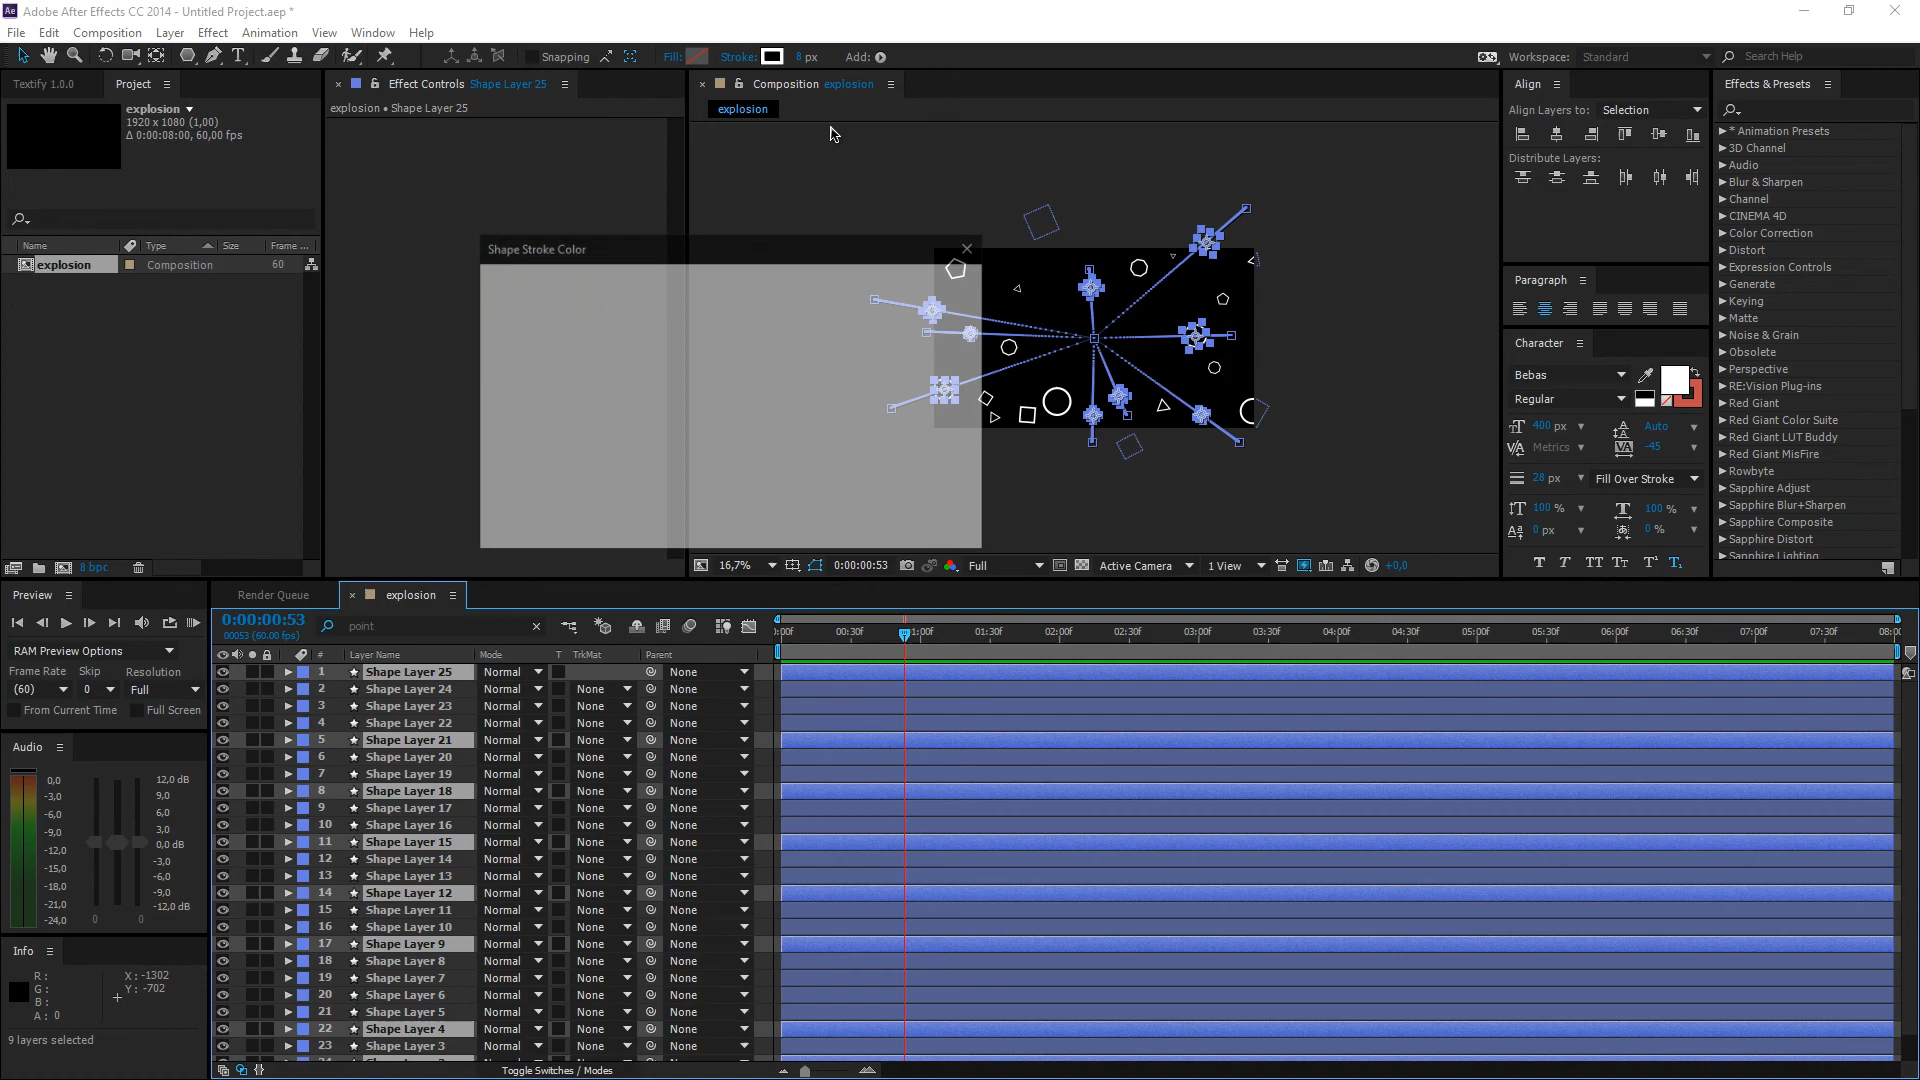 Adobe After Effects CC 2014 - Untitled Project.aep *
File Edit Composition Layer Effect Animation View Window Help
Snapping Fill: Stroke: 8 px Add: Workspace: Standard Search Help
Textify 1.0.0 Project
explosion
1920 x 1080 (1,00)
Δ 0:00:08:00, 60,00 fps
Name Type Size Frame ...
explosion Composition 60
8 bpc
Effect Controls Shape Layer 25
explosion • Shape Layer 25
Composition explosion
explosion
Shape Stroke Color
16,7% 0:00:00:53 Full Active Camera 1 View +0,0
Align
Align Layers to: Selection
Distribute Layers:
Paragraph
Character
Bebas
Regular
400 px Auto
Metrics -45
28 px Fill Over Stroke
100 % 100 %
0 px 0 %
Effects & Presets
* Animation Presets
3D Channel
Audio
Blur & Sharpen
Channel
CINEMA 4D
Color Correction
Distort
Expression Controls
Generate
Keying
Matte
Noise & Grain
Obsolete
Perspective
RE:Vision Plug-ins
Red Giant
Red Giant Color Suite
Red Giant LUT Buddy
Red Giant MisFire
Rowbyte
Sapphire Adjust
Sapphire Blur+Sharpen
Sapphire Composite
Sapphire Distort
Sapphire Lighting
Preview
RAM Preview Options
Frame Rate Skip Resolution
(60) 0 Full
From Current Time Full Screen
Audio
0,0 12,0 dB
-3,0 9,0
-6,0 6,0
-9,0 3,0
-12,0 0,0 dB
-15,0 -3,0
-18,0 -6,0
-21,0 -9,0
-24,0 -12,0 dB
0 0
Info
R : X : -1302
G : Y : -702
B :
A : 0
9 layers selected
Render Queue explosion
0:00:00:53
00053 (60.00 fps)
point
:00f 00:30f 1:00f 01:30f 02:00f 02:30f 03:00f 03:30f 04:00f 04:30f 05:00f 05:30f 06:00f 06:30f 07:00f 07:30f 08:0
# Layer Name Mode T TrkMat Parent
1 Shape Layer 25 Normal None
2 Shape Layer 24 Normal None None
3 Shape Layer 23 Normal None None
4 Shape Layer 22 Normal None None
5 Shape Layer 21 Normal None None
6 Shape Layer 20 Normal None None
7 Shape Layer 19 Normal None None
8 Shape Layer 18 Normal None None
9 Shape Layer 17 Normal None None
10 Shape Layer 16 Normal None None
11 Shape Layer 15 Normal None None
12 Shape Layer 14 Normal None None
13 Shape Layer 13 Normal None None
14 Shape Layer 12 Normal None None
15 Shape Layer 11 Normal None None
16 Shape Layer 10 Normal None None
17 Shape Layer 9 Normal None None
18 Shape Layer 8 Normal None None
19 Shape Layer 7 Normal None None
20 Shape Layer 6 Normal None None
21 Shape Layer 5 Normal None None
22 Shape Layer 4 Normal None None
23 Shape Layer 3 Normal None None
Toggle Switches / Modes